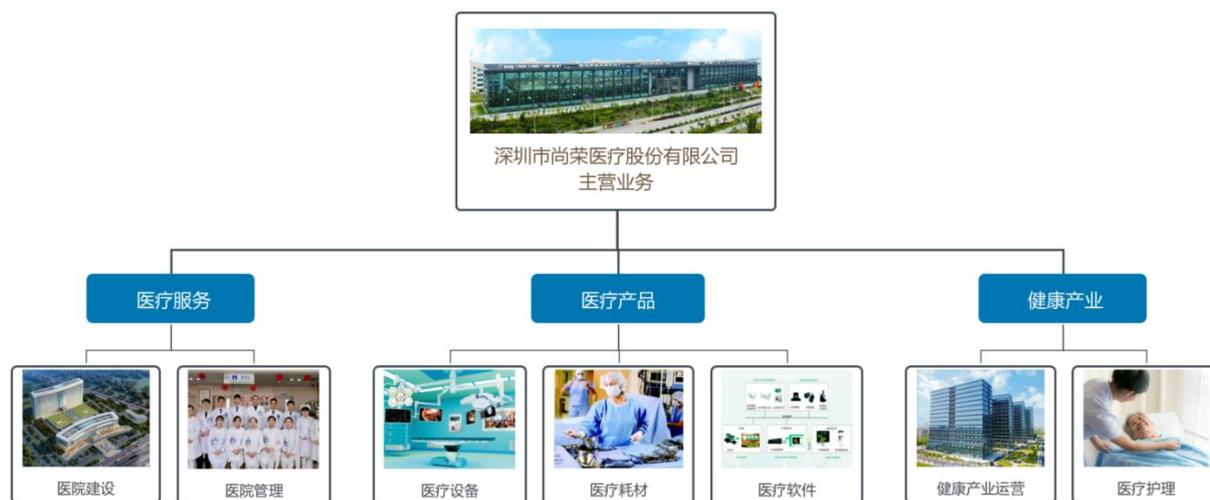 深圳市尚荣医疗股份有限公司
主营业务
医疗服务
医疗产品
健康产业
医院建设
医院管理
医疗设备
医疗耗材
医疗软件
健康产业运营
医疗护理